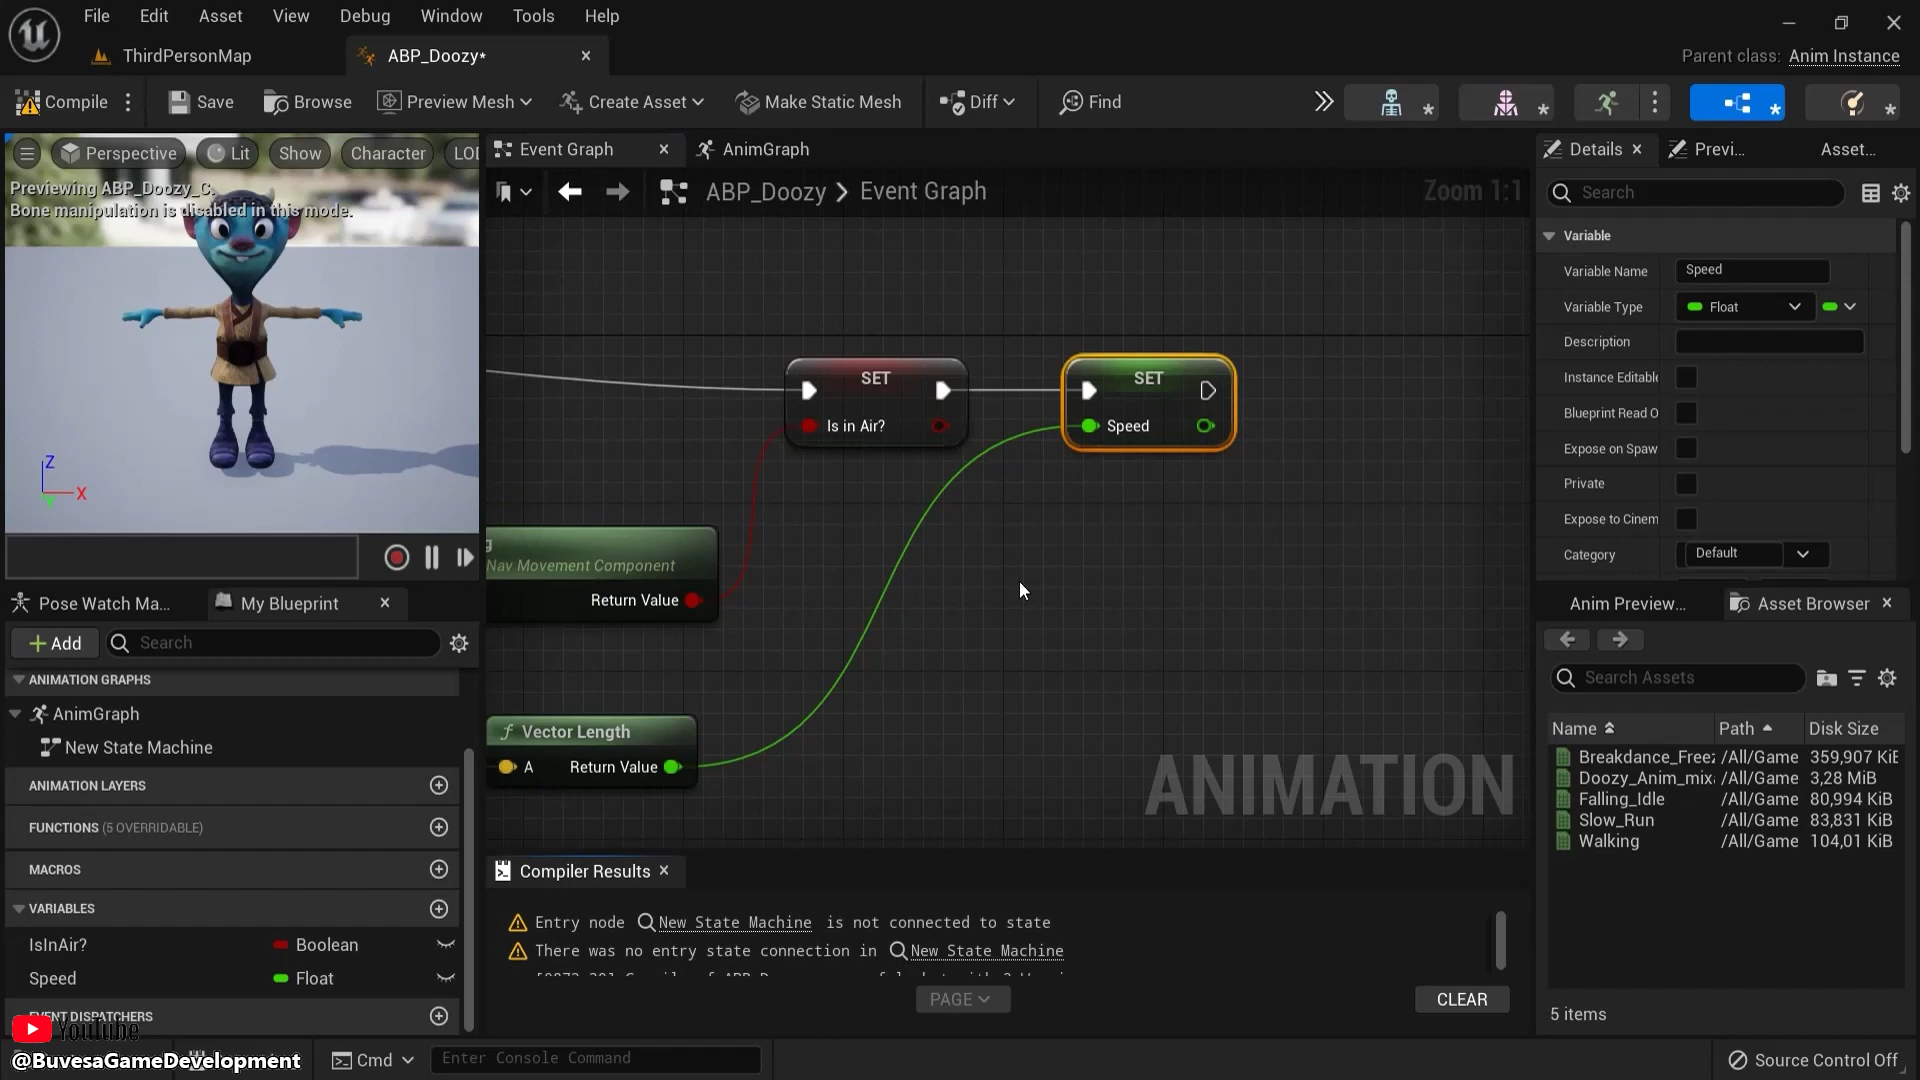 File Edit Asset View Debug Window Tools Help
ThirdPersonMap
ABP_Doozy*
Parent class: Anim Instance
Compile
Save
Browse
Preview Mesh
Create Asset
Make Static Mesh
Diff
Find
Perspective
Lit
Show
Character
LOD
Previewing ABP_Doozy_C.
Bone manipulation is disabled in this mode.
Z
X
Y
Event Graph
AnimGraph
ABP_Doozy > Event Graph
Zoom 1:1
SET
Is in Air?
SET
Speed
g
Nav Movement Component
Return Value
f Vector Length
A Return Value
ANIMATION
Details
Previ...
Asset...
Search
Variable
Variable Name Speed
Variable Type Float
Description
Instance Editable
Blueprint Read O
Expose on Spaw
Private
Expose to Cinem
Category Default
Pose Watch Ma...
My Blueprint
Add
Search
ANIMATION GRAPHS
AnimGraph
New State Machine
ANIMATION LAYERS
FUNCTIONS (5 OVERRIDABLE)
MACROS
VARIABLES
IsInAir? Boolean
Speed Float
EVENT DISPATCHERS
Compiler Results
Entry node New State Machine is not connected to state
There was no entry state connection in New State Machine
PAGE
CLEAR
Anim Preview...
Asset Browser
Search Assets
Name Path Disk Size
Breakdance_Freez /All/Game 359,907 KiB
Doozy_Anim_mixa /All/Game 3,28 MiB
Falling_Idle /All/Game 80,994 KiB
Slow_Run /All/Game 83,831 KiB
Walking /All/Game 104,01 KiB
5 items
YouTube
@BuvesaGameDevelopment
Cmd
Enter Console Command
Source Control Off